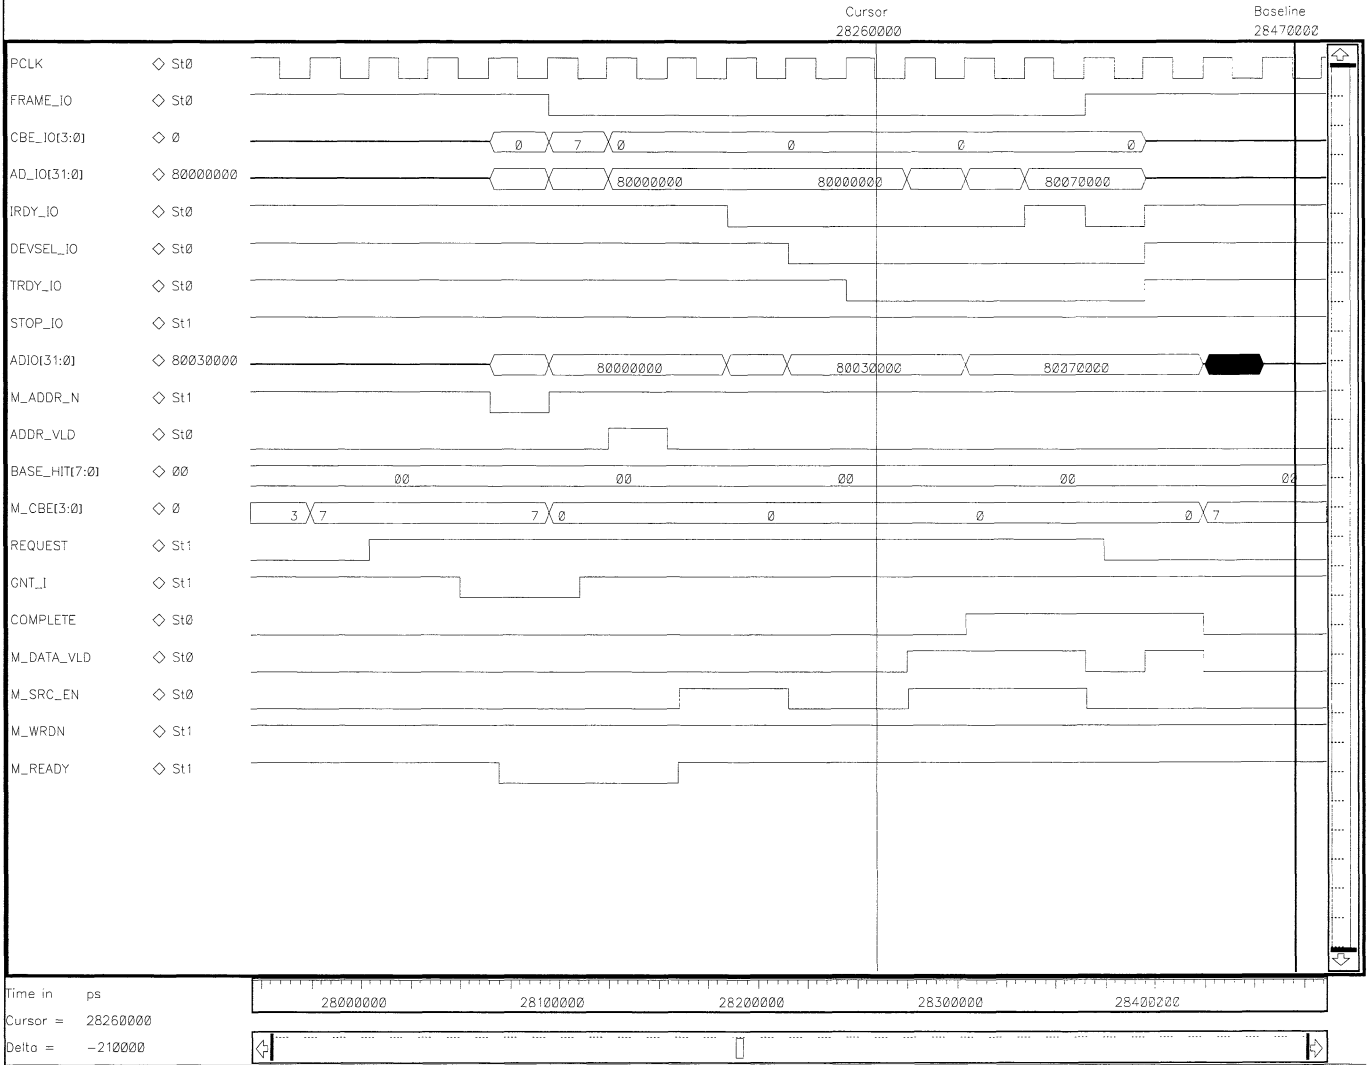 Cursor Baseline
28260000 28470000
PCLK St0
FRAME_IO St0
CBE_IO[3:0] 0 0 7 0 0 0 0
AD_IO[31:0] 80000000 80000000 80000000 80070000
IRDY_IO St0
DEVSEL_IO St0
TRDY_IO St0
STOP_IO St1
ADIO[31:0] 80030000 80000000 80030000 80070000
M_ADDR_N St1
ADDR_VLD St0
BASE_HIT[7:0] 00 00 00 00 00 02
M_CBE[3:0] 0 3 7 7 0 0 0 0 7
REQUEST St1
GNT_I St1
COMPLETE St0
M_DATA_VLD St0
M_SRC_EN St0
M_WRDN St1
M_READY St1
Time in ps 28000000 28100000 28200000 28300000
Cursor = 28260000
Delta = -210000